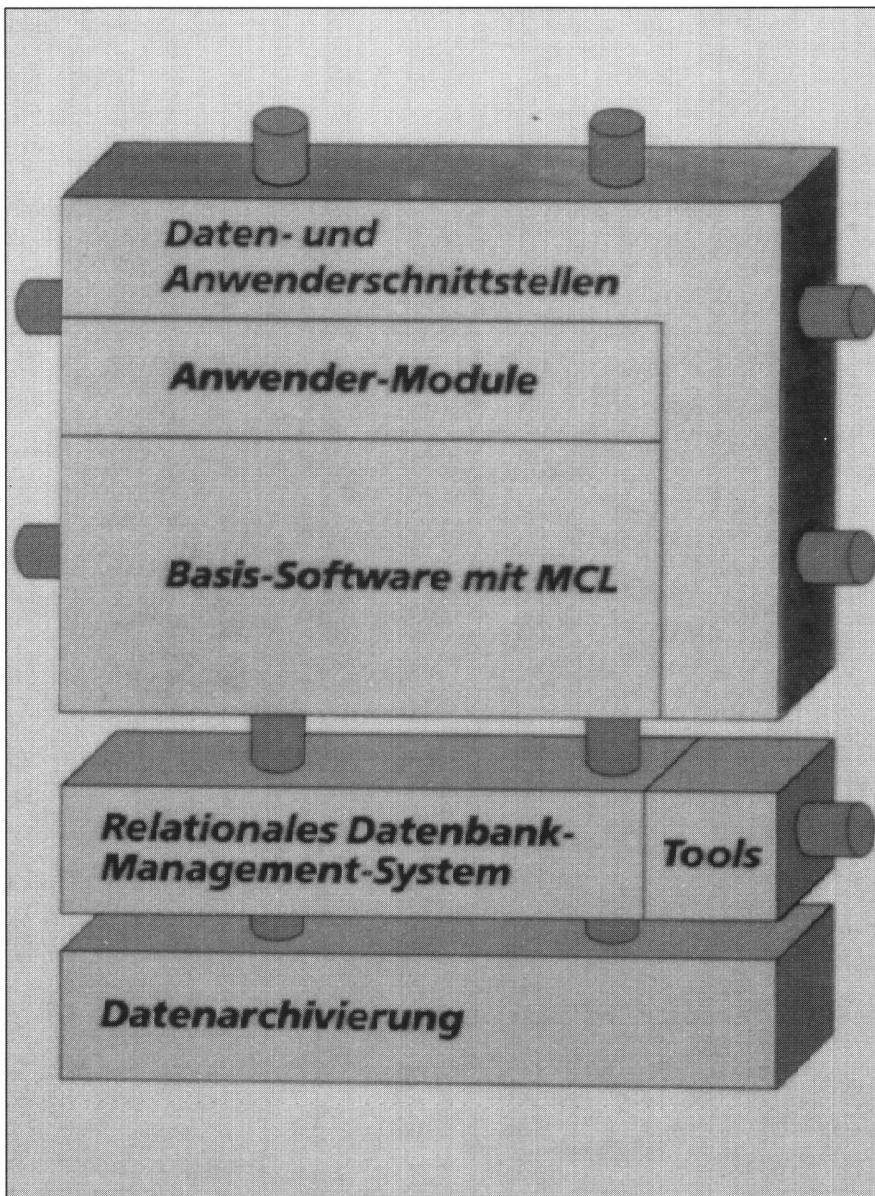 Daten- und
Anwenderschnittstellen
Anwender-Module
Basis-Software mit MCL
Relationales Datenbank-
Management-System
Tools
Datenarchivierung